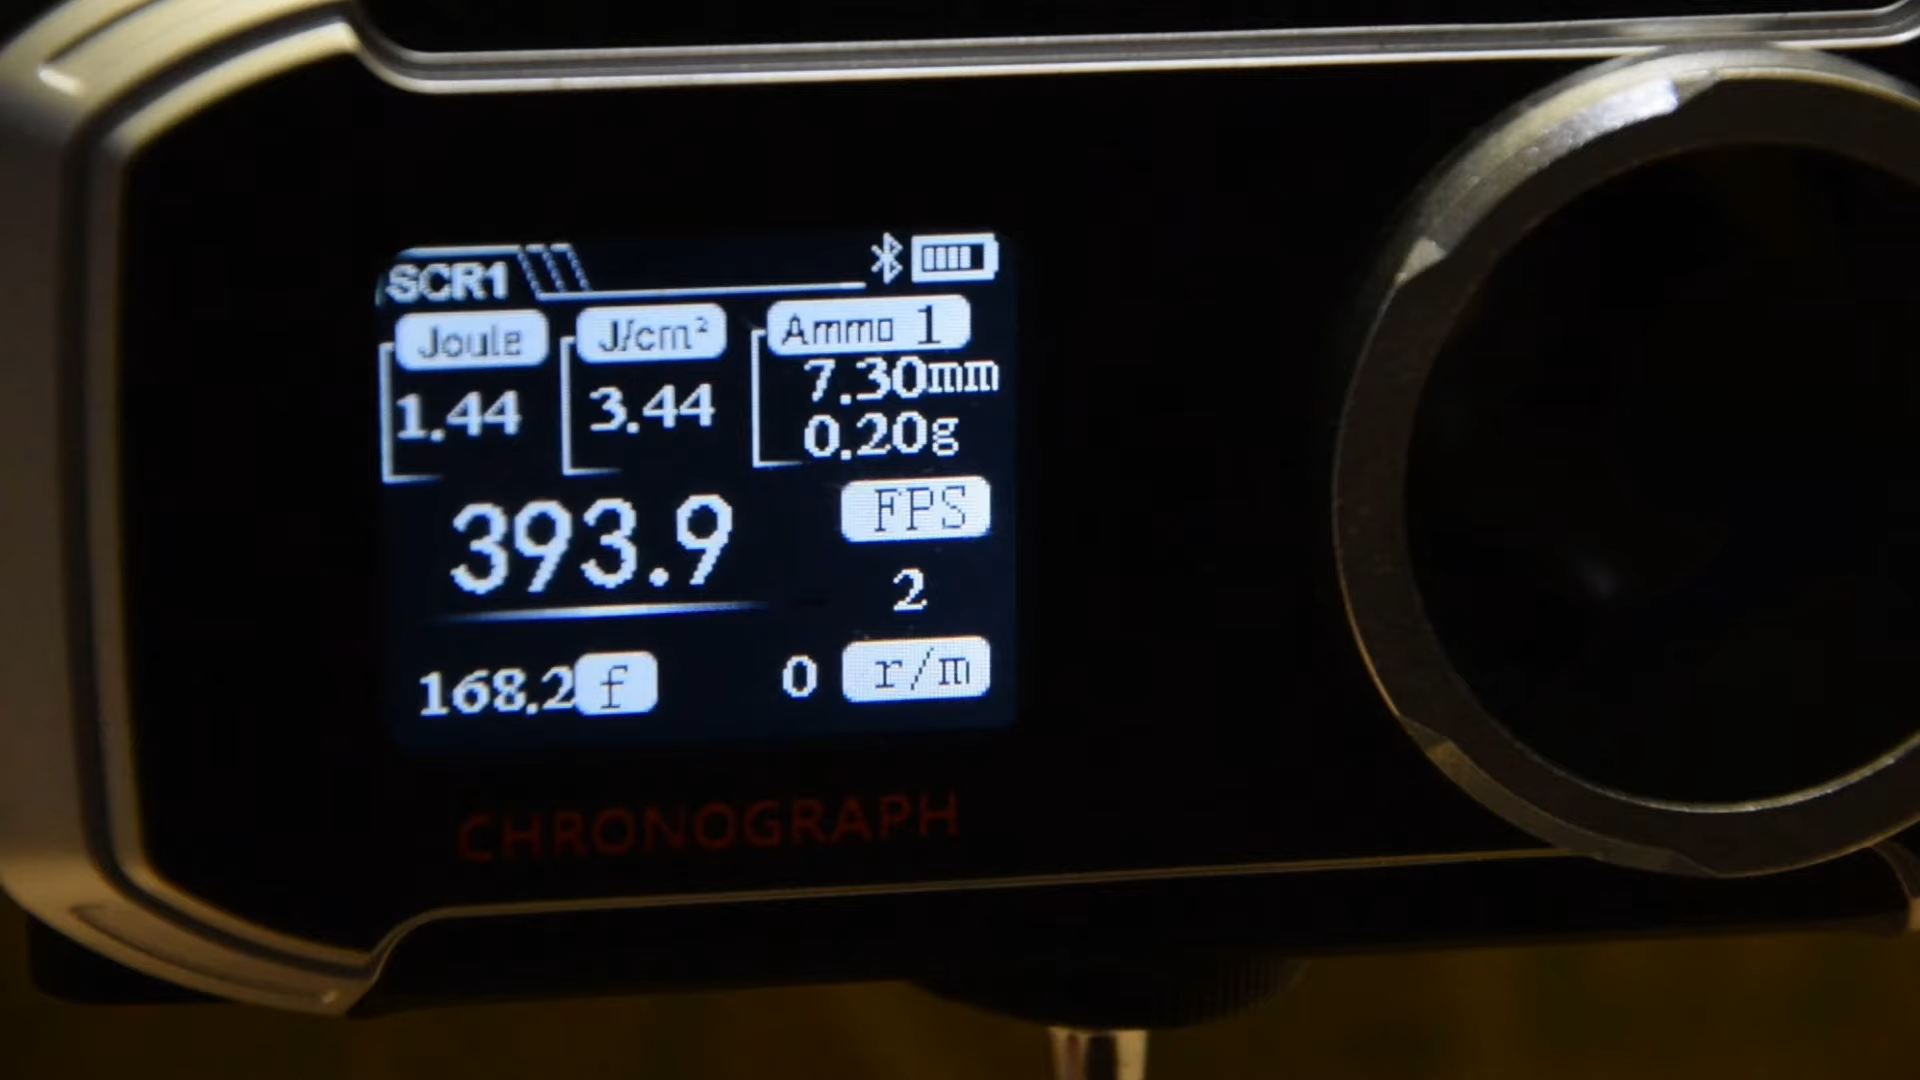 SCR1
Joule J/cm² Ammo 1
1.44 3.44 7.30mm
0.20g
393.9 FPS
2
168.2 f 0 r/m
CHRONOGRAPH